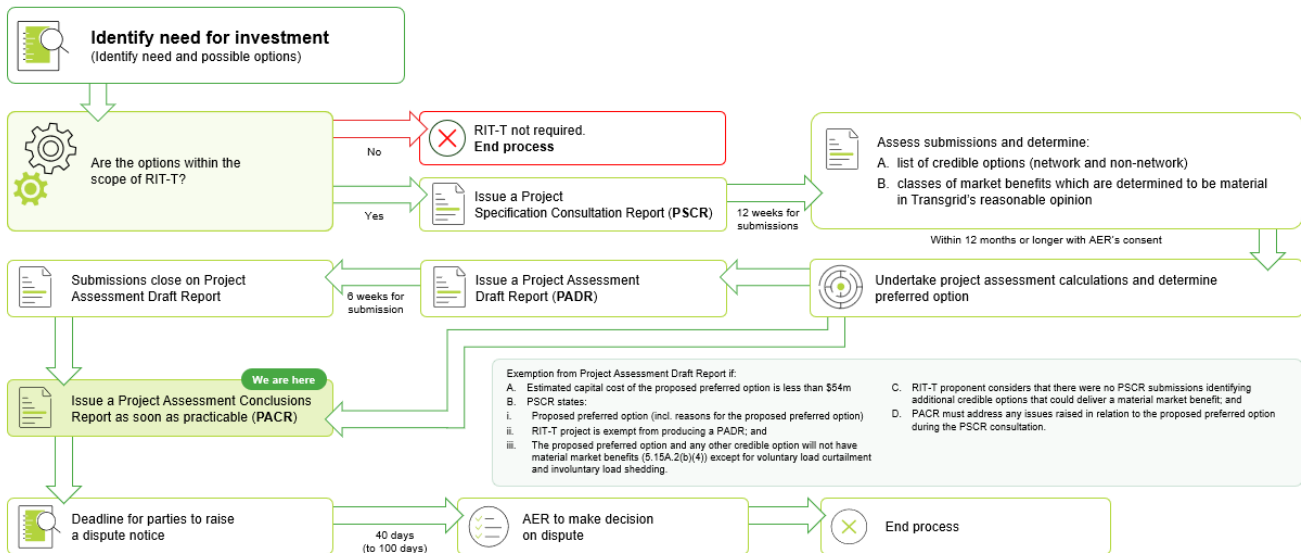 Identify need for investment
(Identify need and possible options)
Are the options within the
scope of RIT-T?
No
RIT-T not required.
End process
Yes
Issue a Project
Specification Consultation Report (PSCR)
12 weeks for
submissions
Assess submissions and determine:
A. list of credible options (network and non-network)
B. classes of market benefits which are determined to be material
in Transgrid's reasonable opinion
Within 12 months or longer with AER's consent
Undertake project assessment calculations and determine
preferred option
Issue a Project Assessment
Draft Report (PADR)
6 weeks for
submission
Submissions close on Project
Assessment Draft Report
We are here
Issue a Project Assessment Conclusions
Report as soon as practicable (PACR)
Exemption from Project Assessment Draft Report if:
A. Estimated capital cost of the proposed preferred option is less than $54m
B. PSCR states:
i. Proposed preferred option (incl. reasons for the proposed preferred option)
ii. RIT-T project is exempt from producing a PADR; and
iii. The proposed preferred option and any other credible option will not have
material market benefits (5.15A.2(b)(4)) except for voluntary load curtailment
and involuntary load shedding.
C. RIT-T proponent considers that there were no PSCR submissions identifying
additional credible options that could deliver a material market benefit; and
D. PACR must address any issues raised in relation to the proposed preferred option
during the PSCR consultation.
Deadline for parties to raise
a dispute notice
40 days
(to 100 days)
AER to make decision
on dispute
End process